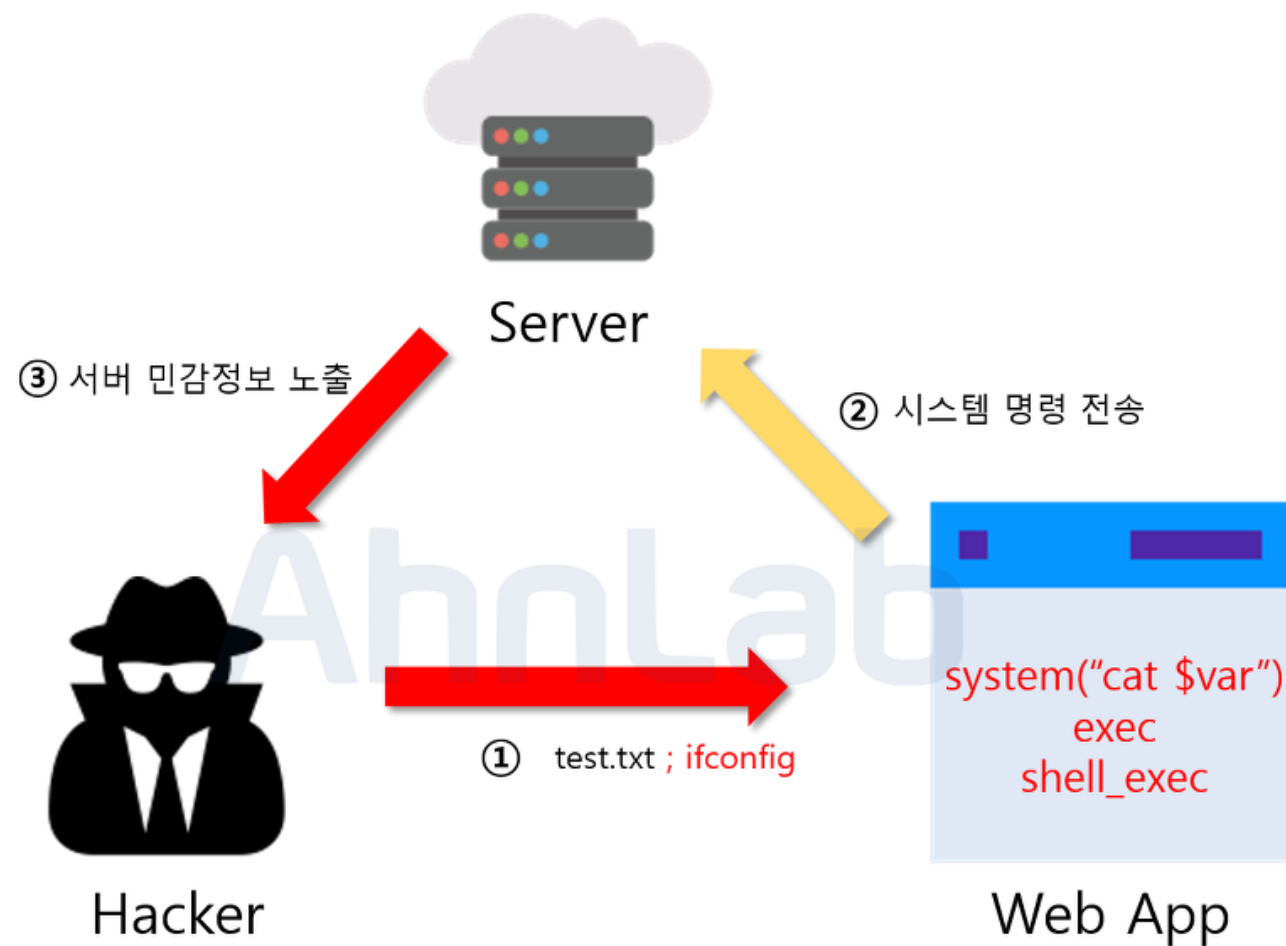 Server
③ 서버 민감정보 노출
② 시스템 명령 전송
AhnLab
system(“cat $var”)
exec
shell_exec
① test.txt ; ifconfig
Hacker
Web App